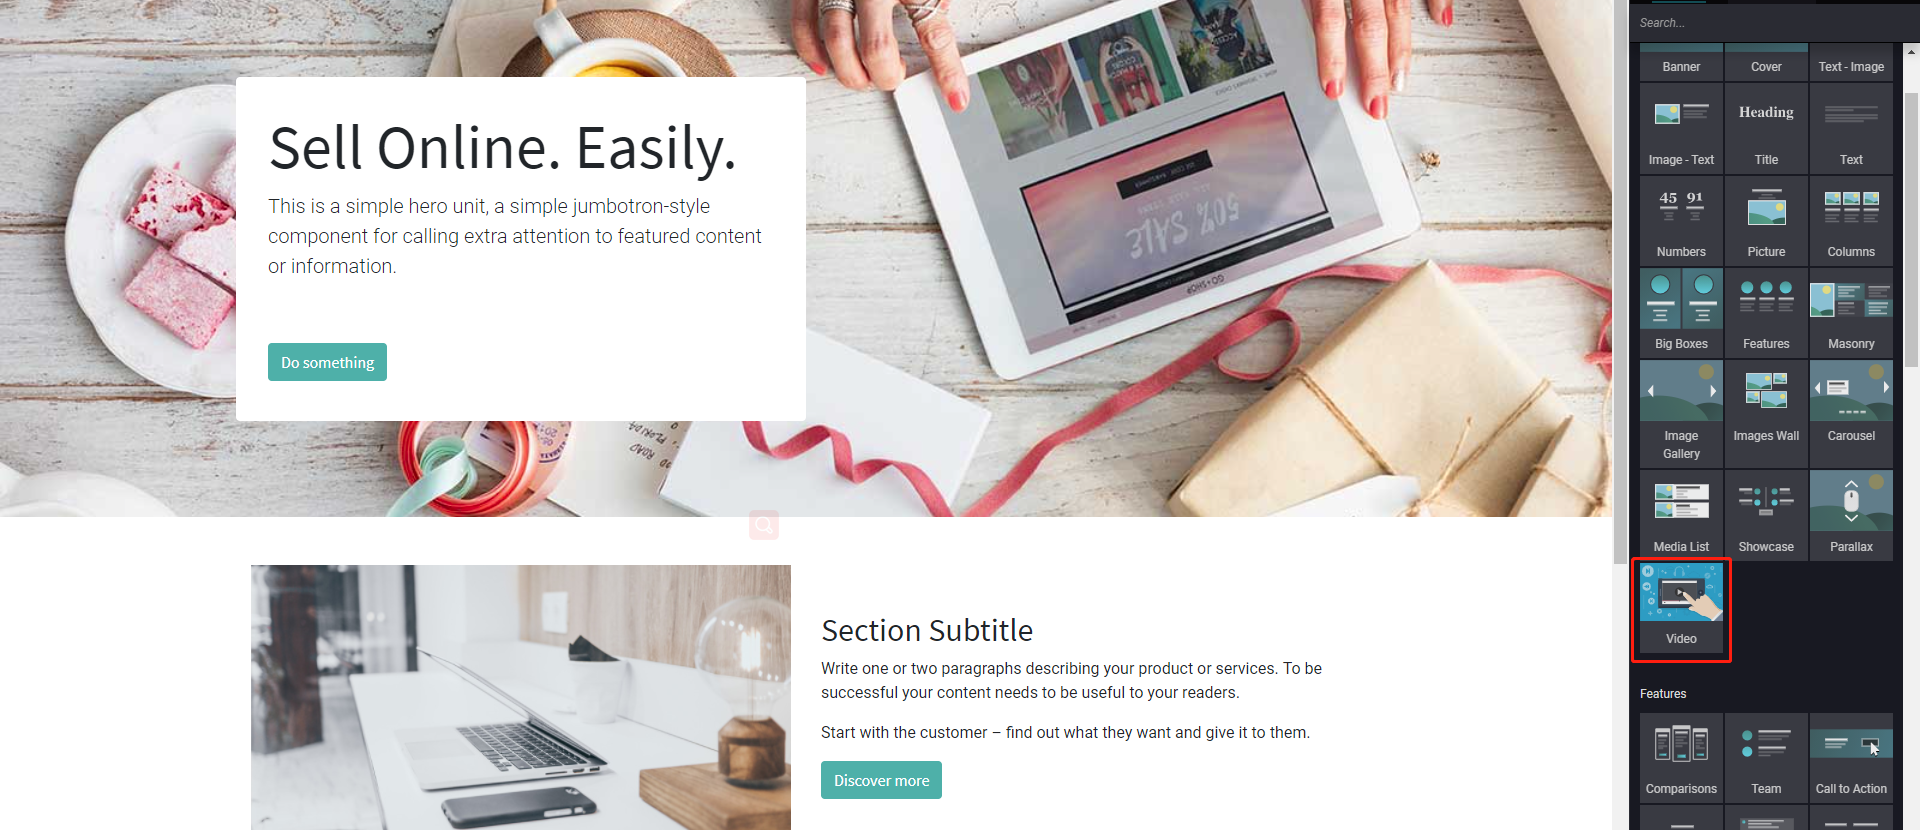 Sell Online. Easily.
This is a simple hero unit, a simple jumbotron-style
component for calling extra attention to featured content
or information.
Do something
50% SALE
GO•SHOP
Section Subtitle
Write one or two paragraphs describing your product or services. To be
successful your content needs to be useful to your readers.
Start with the customer – find out what they want and give it to them.
Discover more
Search...
Banner
Cover
Text - Image
Image - Text
Heading
Title
Text
45 91
Numbers
Picture
Columns
Big Boxes
Features
Masonry
Image
Gallery
Images Wall
Carousel
Media List
Showcase
Parallax
Video
Features
Comparisons
Team
Call to Action